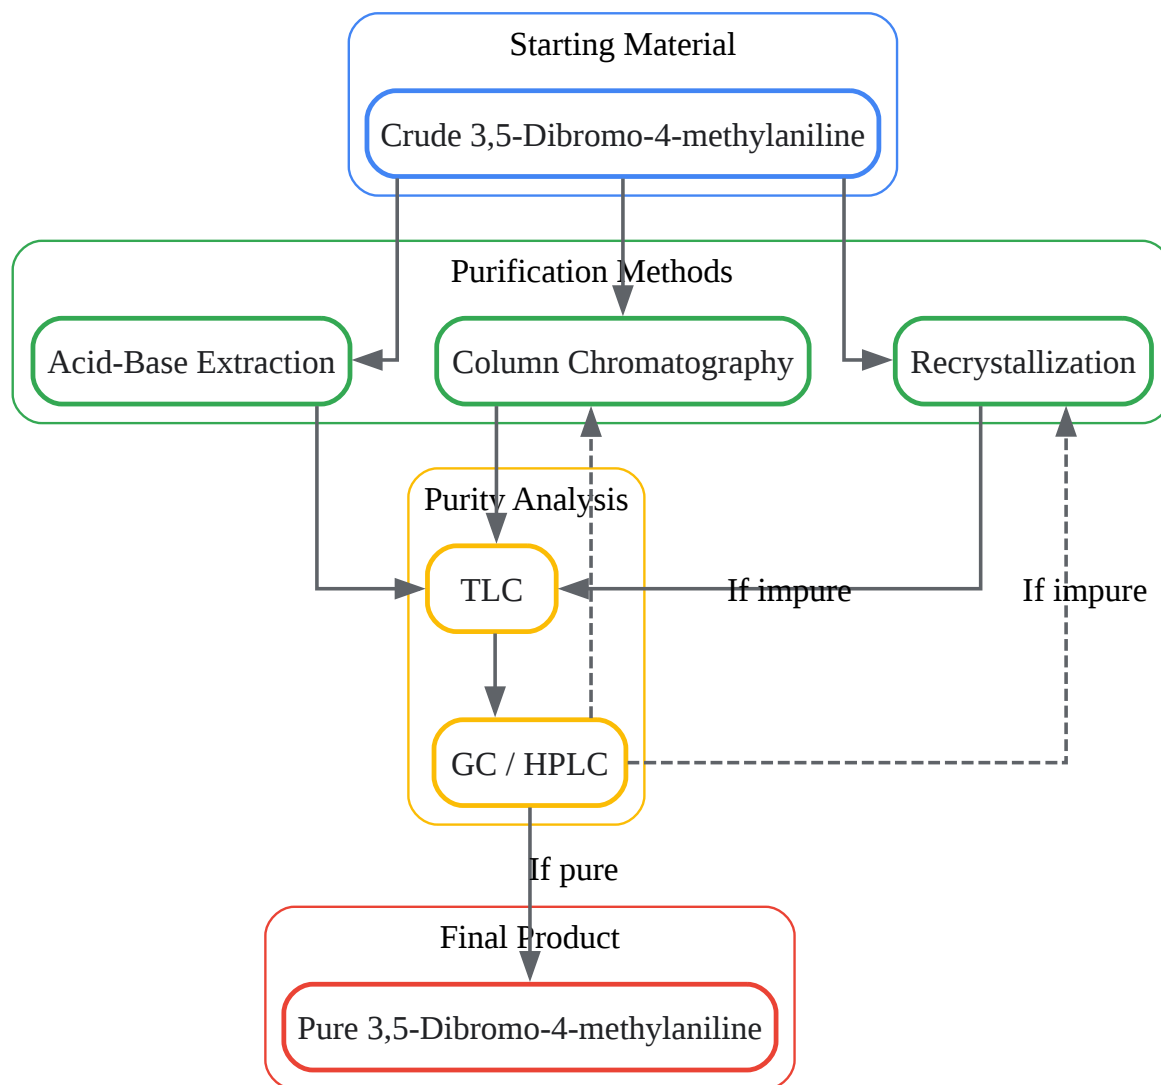 Starting Material
Crude 3,5-Dibromo-4-methylaniline
Purification Methods
Acid-Base Extraction
Column Chromatography
Recrystallization
Purity Analysis
TLC
If impure
If impure
GC / HPLC
If pure
Final Product
Pure 3,5-Dibromo-4-methylaniline